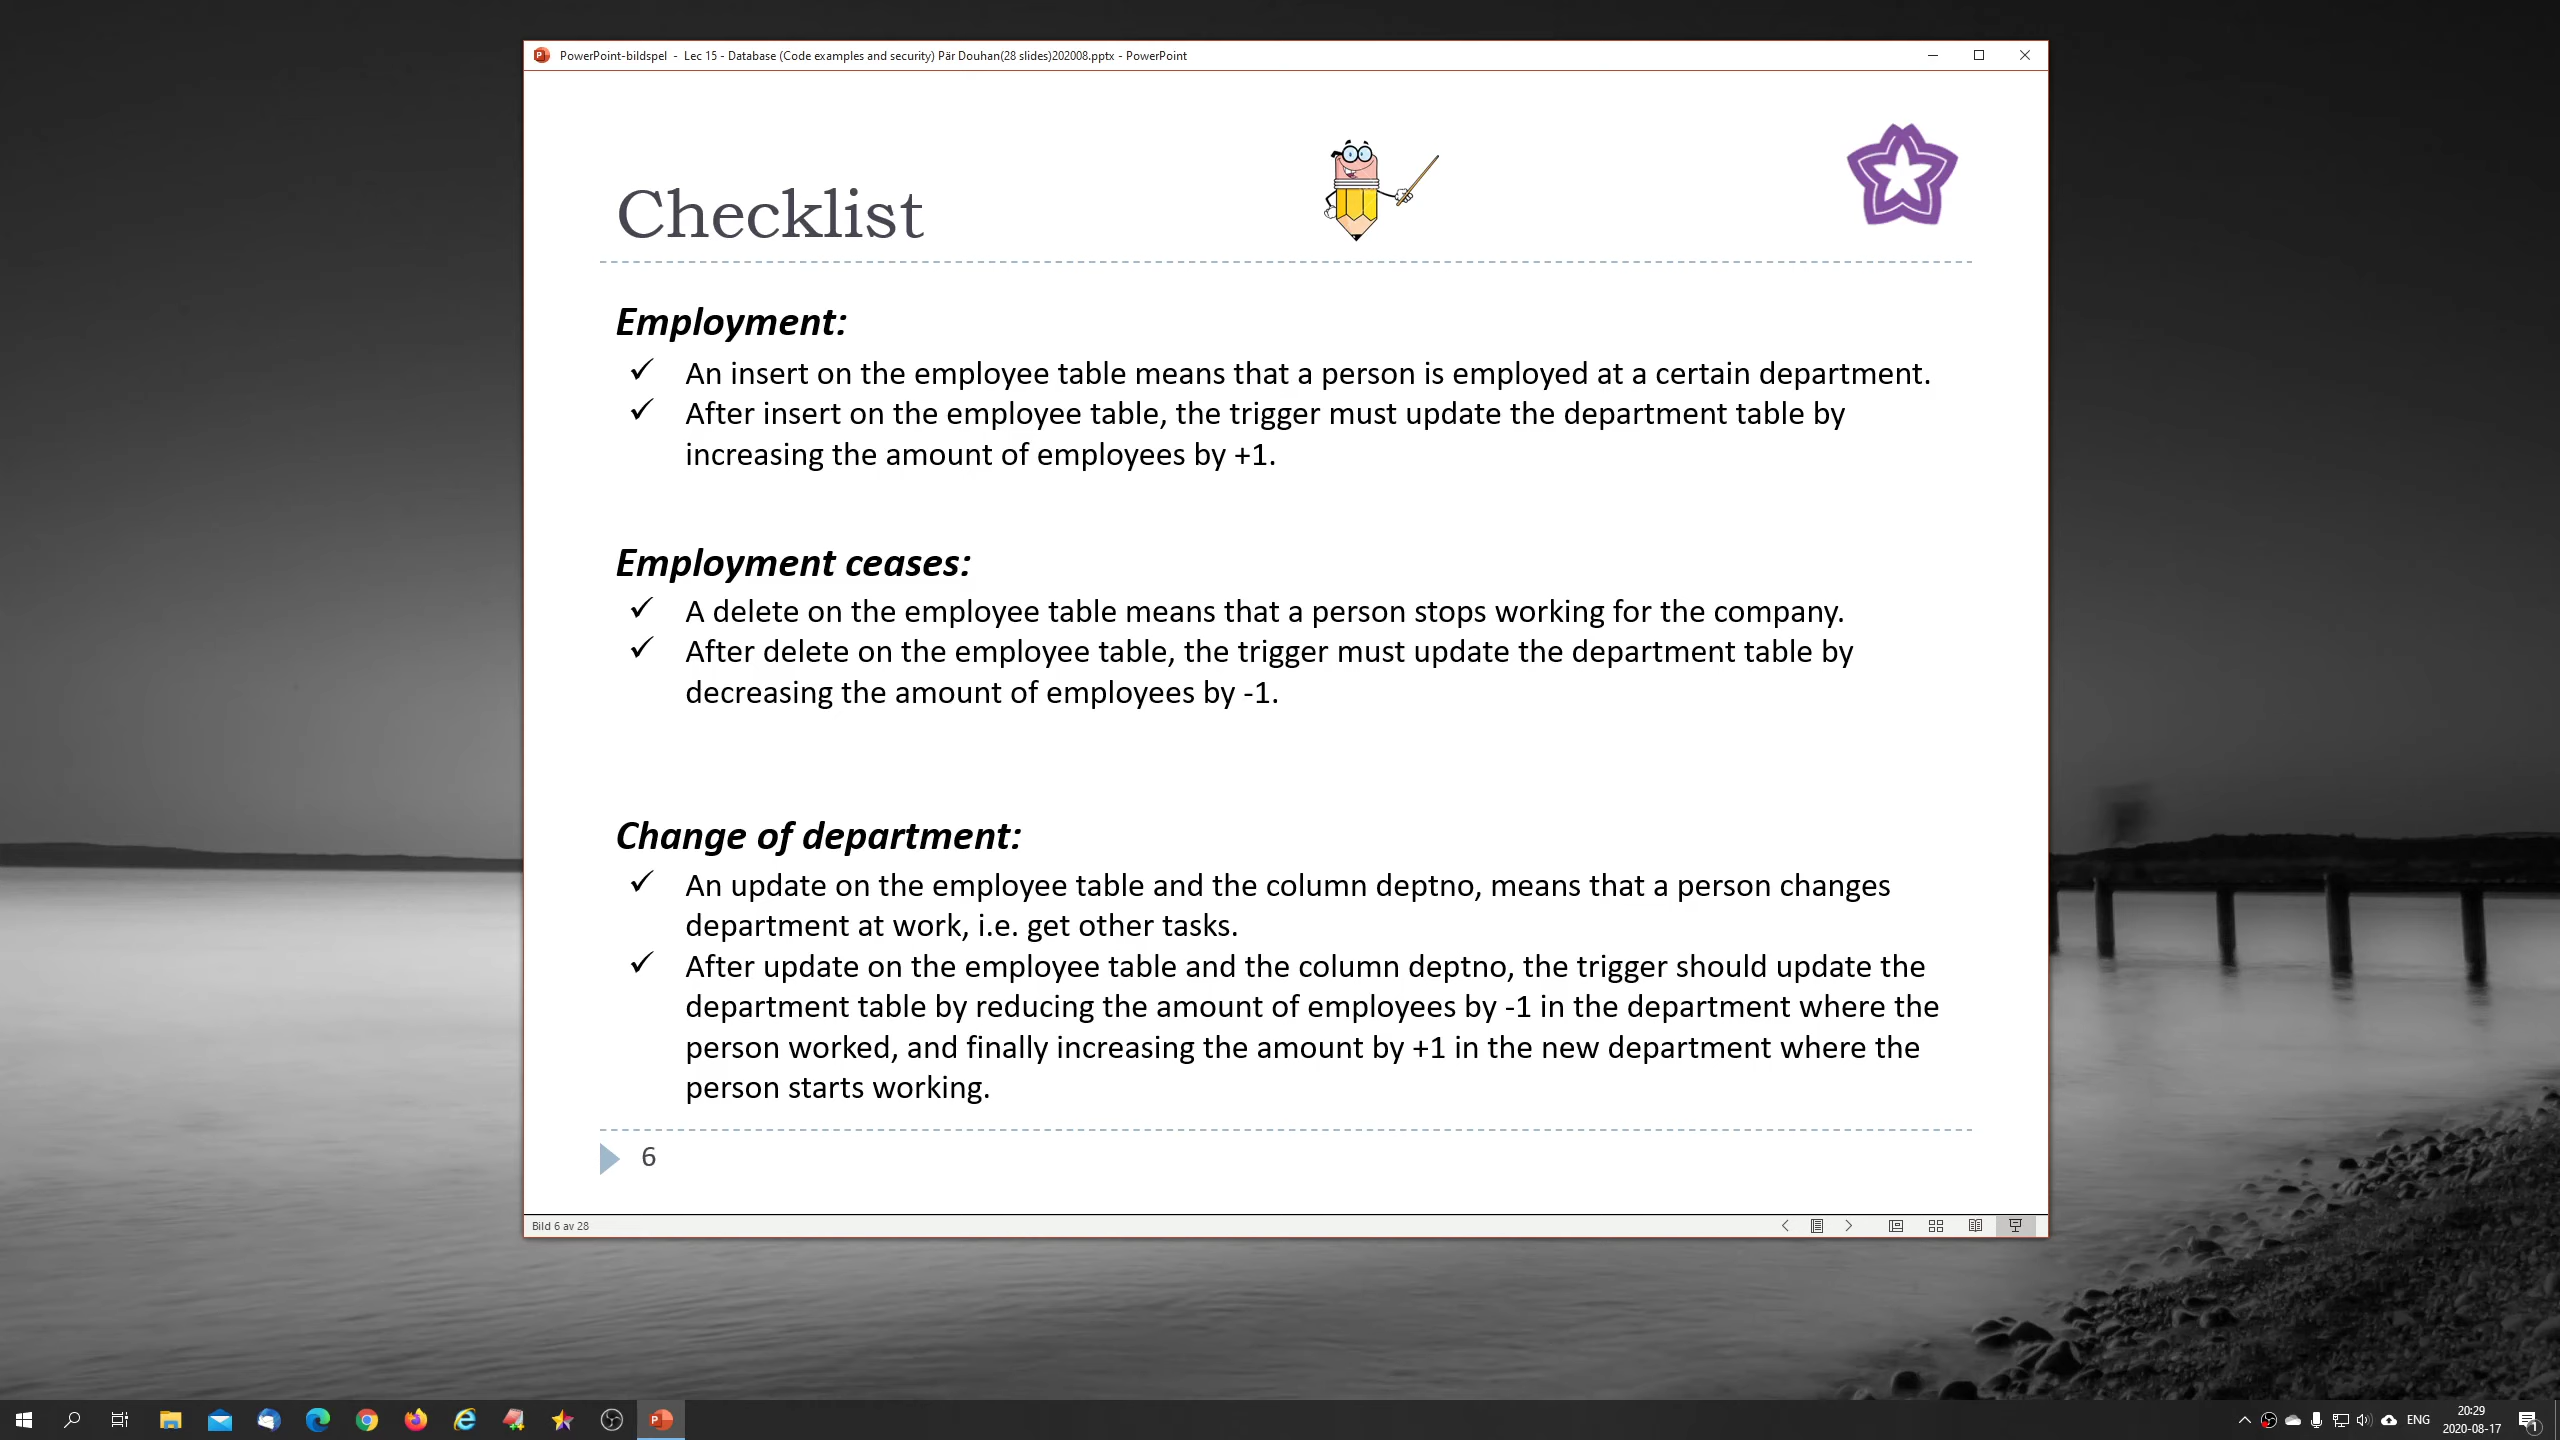 PowerPoint-bildspel - Lec 15 - Database (Code examples and security) Pär Douhan(28 slides)202008.pptx - PowerPoint
Checklist
Employment:
✓ An insert on the employee table means that a person is employed at a certain department.
✓ After insert on the employee table, the trigger must update the department table by
increasing the amount of employees by +1.
Employment ceases:
✓ A delete on the employee table means that a person stops working for the company.
✓ After delete on the employee table, the trigger must update the department table by
decreasing the amount of employees by -1.
Change of department:
✓ An update on the employee table and the column deptno, means that a person changes
department at work, i.e. get other tasks.
✓ After update on the employee table and the column deptno, the trigger should update the
department table by reducing the amount of employees by -1 in the department where the
person worked, and finally increasing the amount by +1 in the new department where the
person starts working.
6
Bild 6 av 28
ENG
20:29
2020-08-17
1